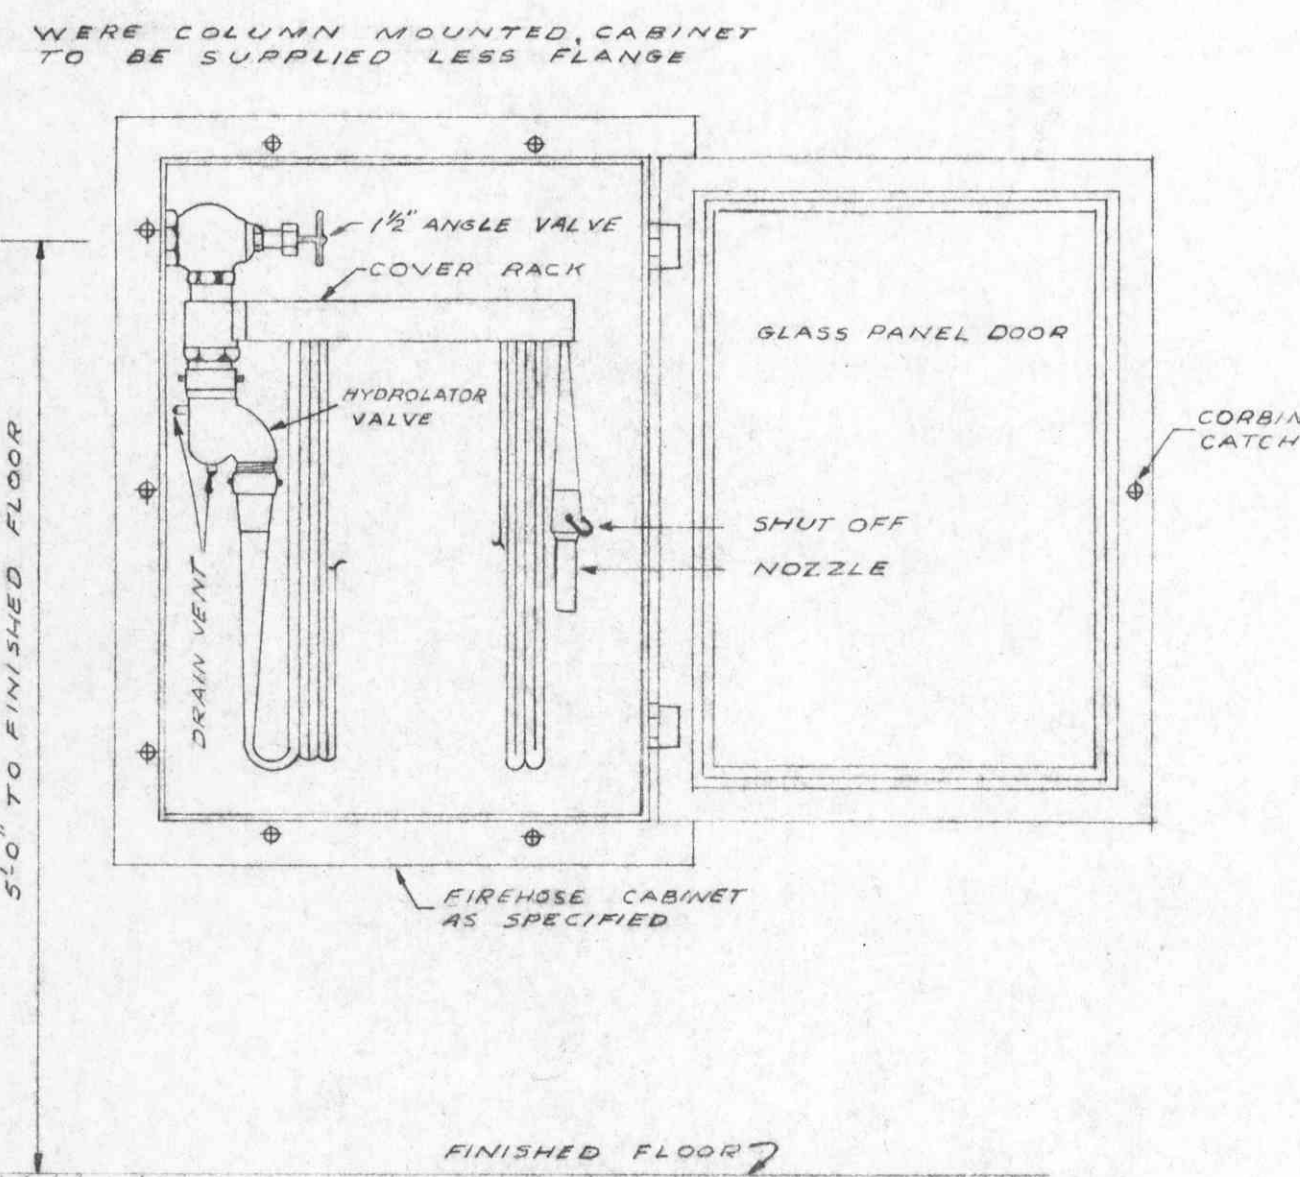 WERE COLUMN MOUNTED, CABINET
TO BE SUPPLIED LESS FLANGE
1½" ANGLE VALVE
COVER RACK
GLASS PANEL DOOR
HYDROLATOR
VALVE
CORBIN
CATCH
SHUT OFF
NOZZLE
DRAIN VENT
5'-0" TO FINISHED FLOOR
FIREHOSE CABINET
AS SPECIFIED
FINISHED FLOOR